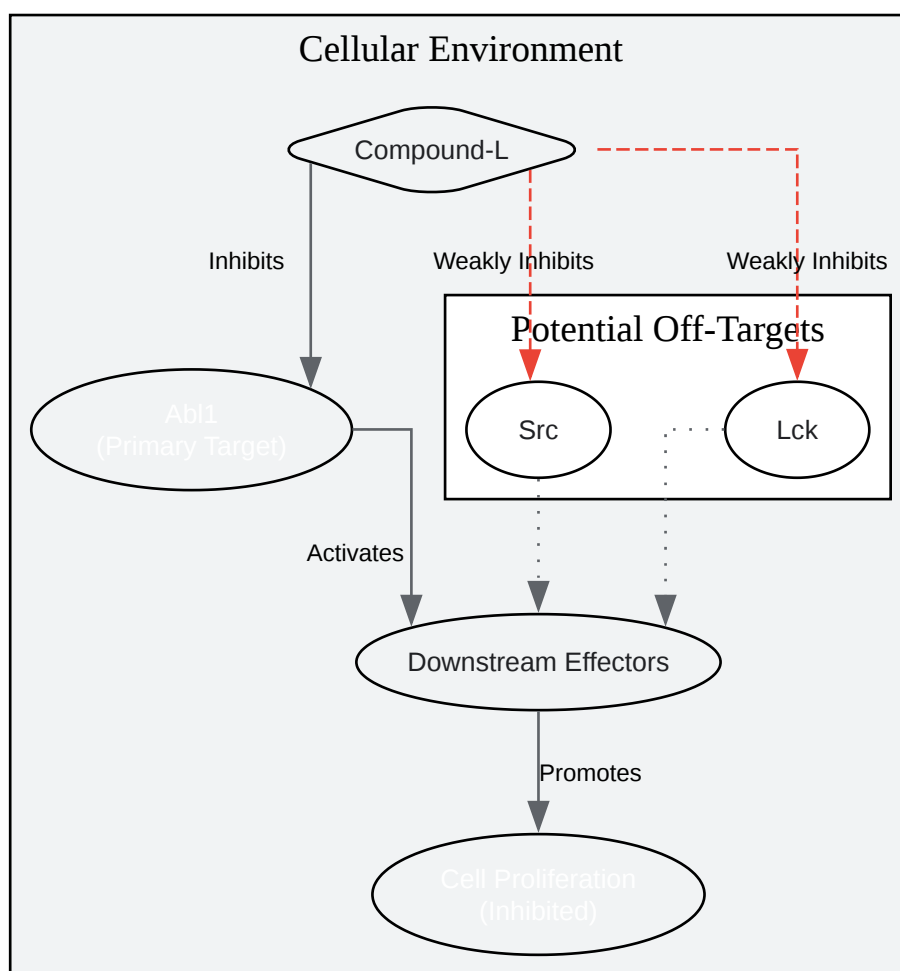 Cellular Environment
Compound-L
Inhibits
Weakly Inhibits
Weakly Inhibits
Potential Off-Targets
Abl1
(Primary Target)
Src
Lck
Activates
Downstream Effectors
Promotes
Cell Proliferation
(Inhibited)